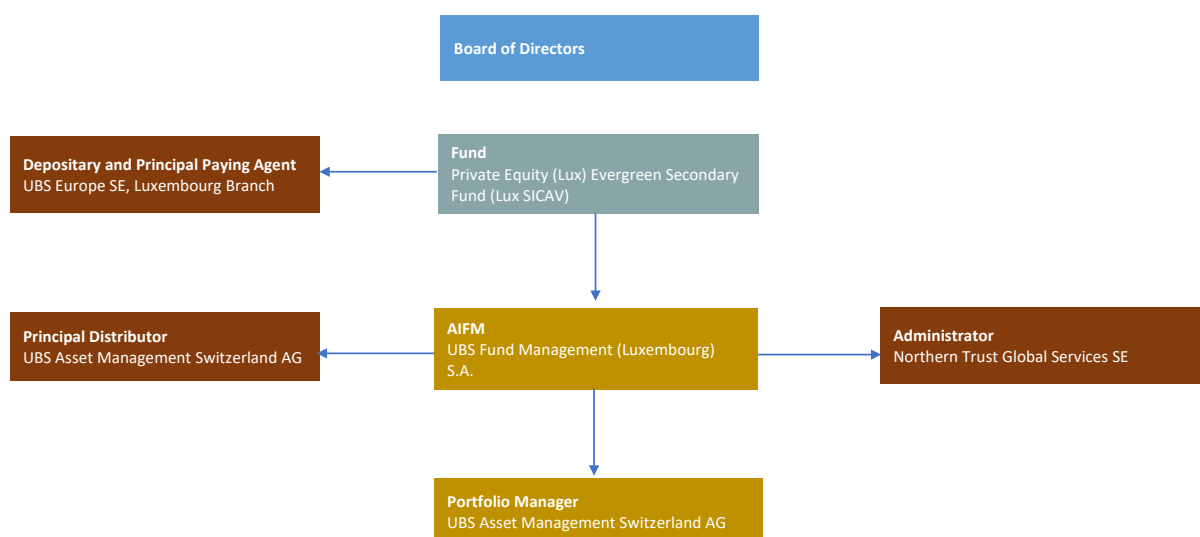 Board of Directors
Depositary and Principal Paying Agent
UBS Europe SE, Luxembourg Branch
Fund
Private Equity (Lux) Evergreen Secondary
Fund (Lux SICAV)
Principal Distributor
UBS Asset Management Switzerland AG
AIFM
UBS Fund Management (Luxembourg)
S.A.
Administrator
Northern Trust Global Services SE
Portfolio Manager
UBS Asset Management Switzerland AG